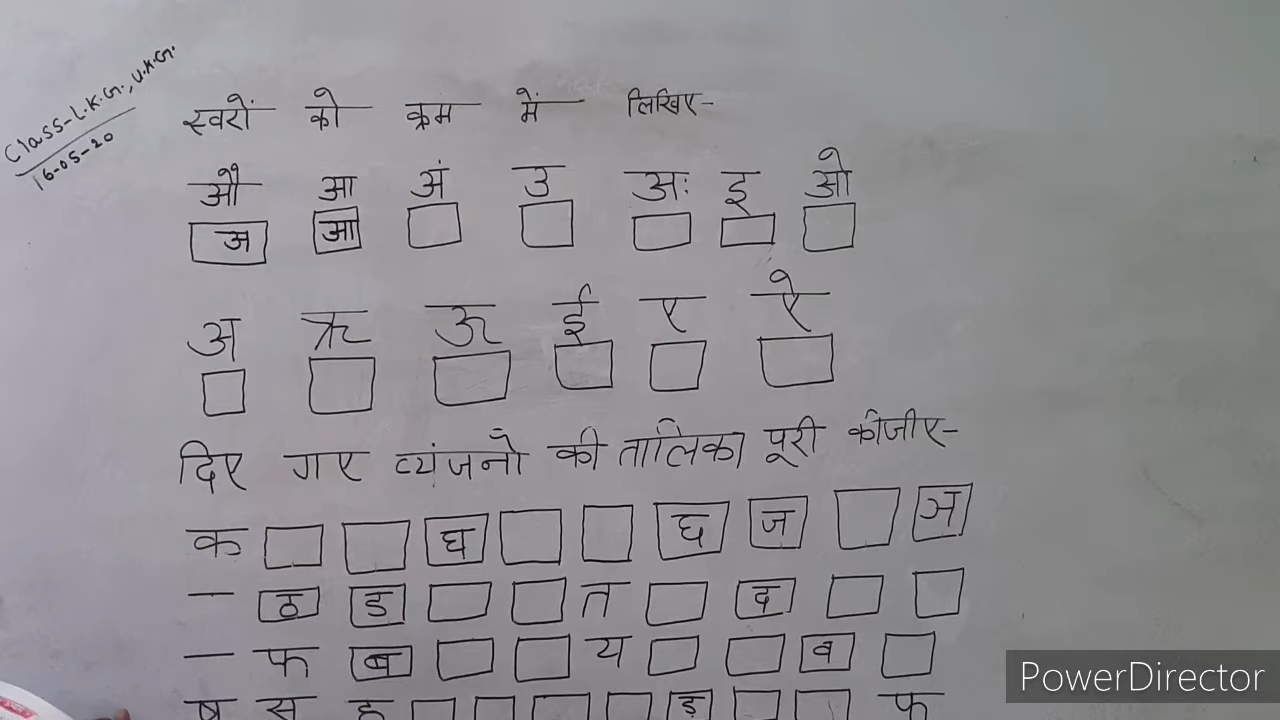 Class-L.K.G., U.K.G.
16-05-20
स्वरों को क्रम में लिखिए-
औ आ अं उ अः इ ओ
अ आ
अ ऋ ऊ ई ए ऐ
दिए गए व्यंजनों की तालिका पूरी कीजीए-
क घ छ ज ञ
- ठ ड त द
- फ ब य व
ष स ह ड़ फ
PowerDirector